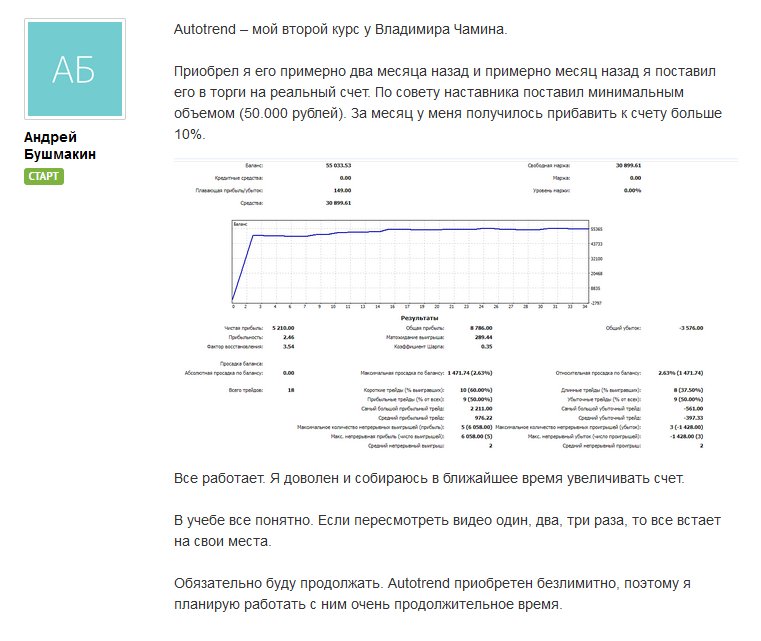 АБ
Андрей
Бушмакин
СТАРТ
Autotrend – мой второй курс у Владимира Чамина.
Приобрел я его примерно два месяца назад и примерно месяц назад я поставил
его в торги на реальный счет. По совету наставника поставил минимальным
объемом (50.000 рублей). За месяц у меня получилось прибавить к счету больше
10%.
Баланс: 55 033.53 Свободная маржа: 30 899.61
Кредитные средства: 0.00 Маржа: 0.00
Плавающая прибыль/убыток: 149.00 Уровень маржи: 0.00%
Средства: 30 899.61
Баланс
55365
43733
32100
20468
8835
-2797
0 2 3 4 6 7 9 10 11 13 14 16 17 19 20 21 23 24 26 27 28 30 31 33 34
Результаты
Чистая прибыль: 5 210.00 Общая прибыль: 8 786.00 Общий убыток: -3 576.00
Прибыльность: 2.46 Матожидание выигрыша: 289.44
Фактор восстановления: 3.54 Коэффициент Шарпа: 0.35
Просадка баланса:
Абсолютная просадка по балансу: 0.00 Максимальная просадка по балансу: 1 471.74 (2.63%) Относительная просадка по балансу: 2.63% (1 471.74)
Всего трейдов: 18 Короткие трейды (% выигравших): 10 (60.00%) Длинные трейды (% выигравших): 8 (37.50%)
Прибыльные трейды (% от всех): 9 (50.00%) Убыточные трейды (% от всех): 9 (50.00%)
Самый большой прибыльный трейд: 2 211.00 Самый большой убыточный трейд: -561.00
Средний прибыльный трейд: 976.22 Средний убыточный трейд: -397.33
Максимальное количество непрерывных выигрышей (прибыль): 5 (6 058.00) Максимальное количество непрерывных проигрышей (убыток): 3 (-1 428.00)
Макс. непрерывная прибыль (число выигрышей): 6 058.00 (5) Макс. непрерывный убыток (число проигрышей): -1 428.00 (3)
Средний непрерывный выигрыш: 2 Средний непрерывный проигрыш: 2
Все работает. Я доволен и собираюсь в ближайшее время увеличивать счет.
В учебе все понятно. Если пересмотреть видео один, два, три раза, то все встает
на свои места.
Обязательно буду продолжать. Autotrend приобретен безлимитно, поэтому я
планирую работать с ним очень продолжительное время.